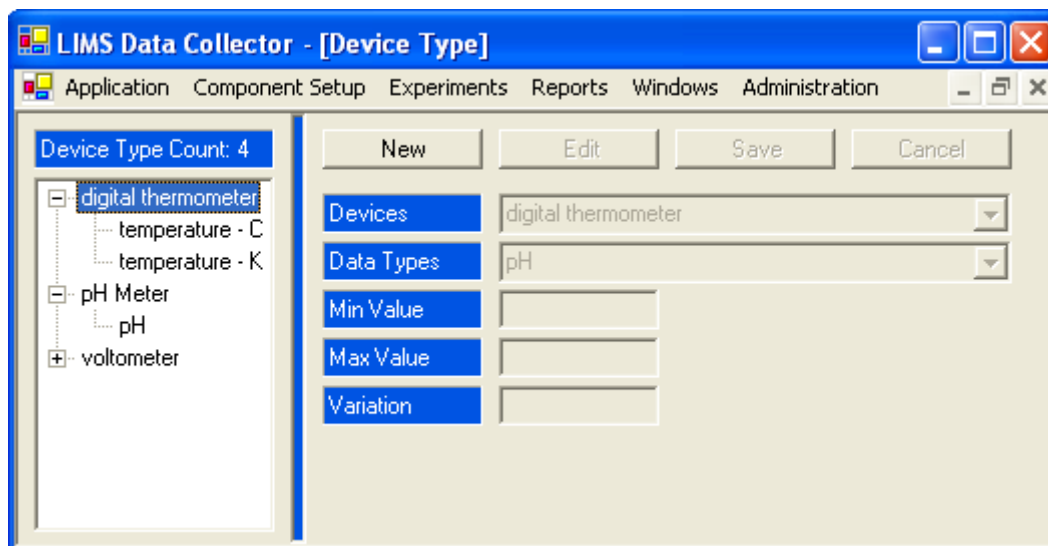 LIMS Data Collector - [Device Type]
Application Component Setup Experiments Reports Windows Administration
Device Type Count: 4
digital thermometer
temperature - C
temperature - K
pH Meter
pH
voltometer
New Edit Save Cancel
Devices digital thermometer
Data Types pH
Min Value
Max Value
Variation